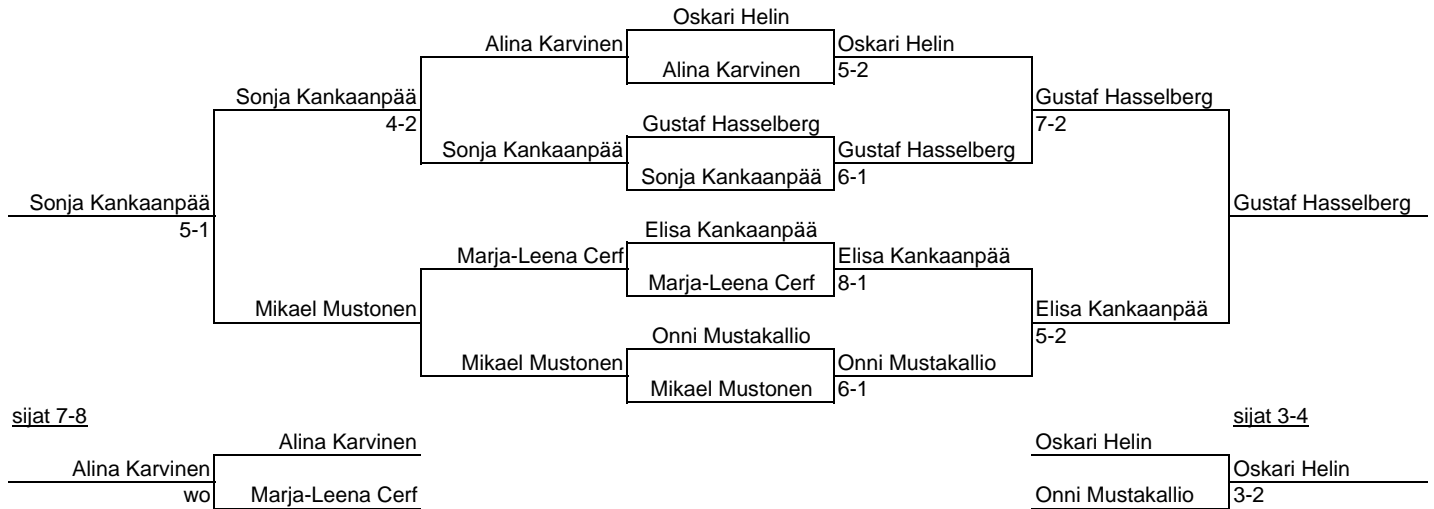 Oskari Helin
Alina Karvinen Oskari Helin
Alina Karvinen 5-2
Sonja Kankaanpää Gustaf Hasselberg
4-2 Gustaf Hasselberg 7-2
Sonja Kankaanpää Gustaf Hasselberg
Sonja Kankaanpää 6-1
Sonja Kankaanpää Gustaf Hasselberg
5-1 Elisa Kankaanpää
Marja-Leena Cerf Elisa Kankaanpää
Marja-Leena Cerf 8-1
Mikael Mustonen Elisa Kankaanpää
Onni Mustakallio 5-2
Mikael Mustonen Onni Mustakallio
Mikael Mustonen 6-1
sijat 7-8 sijat 3-4
Alina Karvinen Oskari Helin
Alina Karvinen Oskari Helin
wo Marja-Leena Cerf Onni Mustakallio 3-2